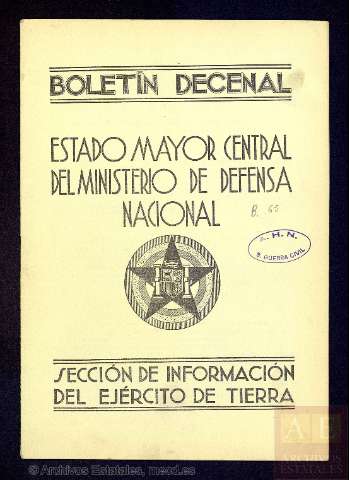 BOLETÍN DECENAL
ESTADO MAYOR CENTRAL
DEL MINISTERIO DE DEFENSA
NACIONAL
B. 65
A. H. N.
S. GUERRA CIVIL
SECCIÓN DE INFORMACIÓN
DEL EJÉRCITO DE TIERRA
AE
ARCHIVOS
ESTATALES
© Archivos Estatales, mecd.es